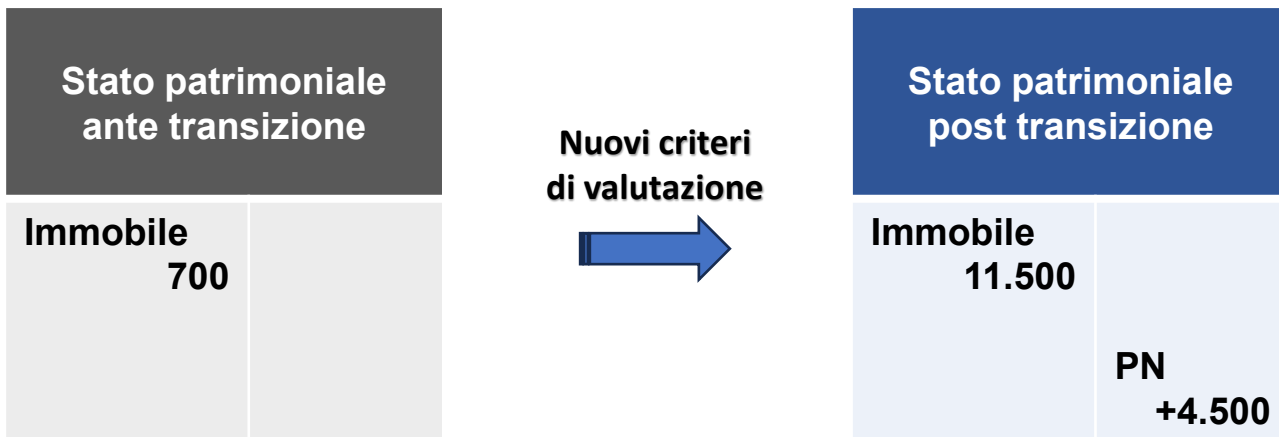 Stato patrimoniale
ante transizione
Immobile
700
Nuovi criteri
di valutazione
Stato patrimoniale
post transizione
Immobile
11.500
PN
+4.500